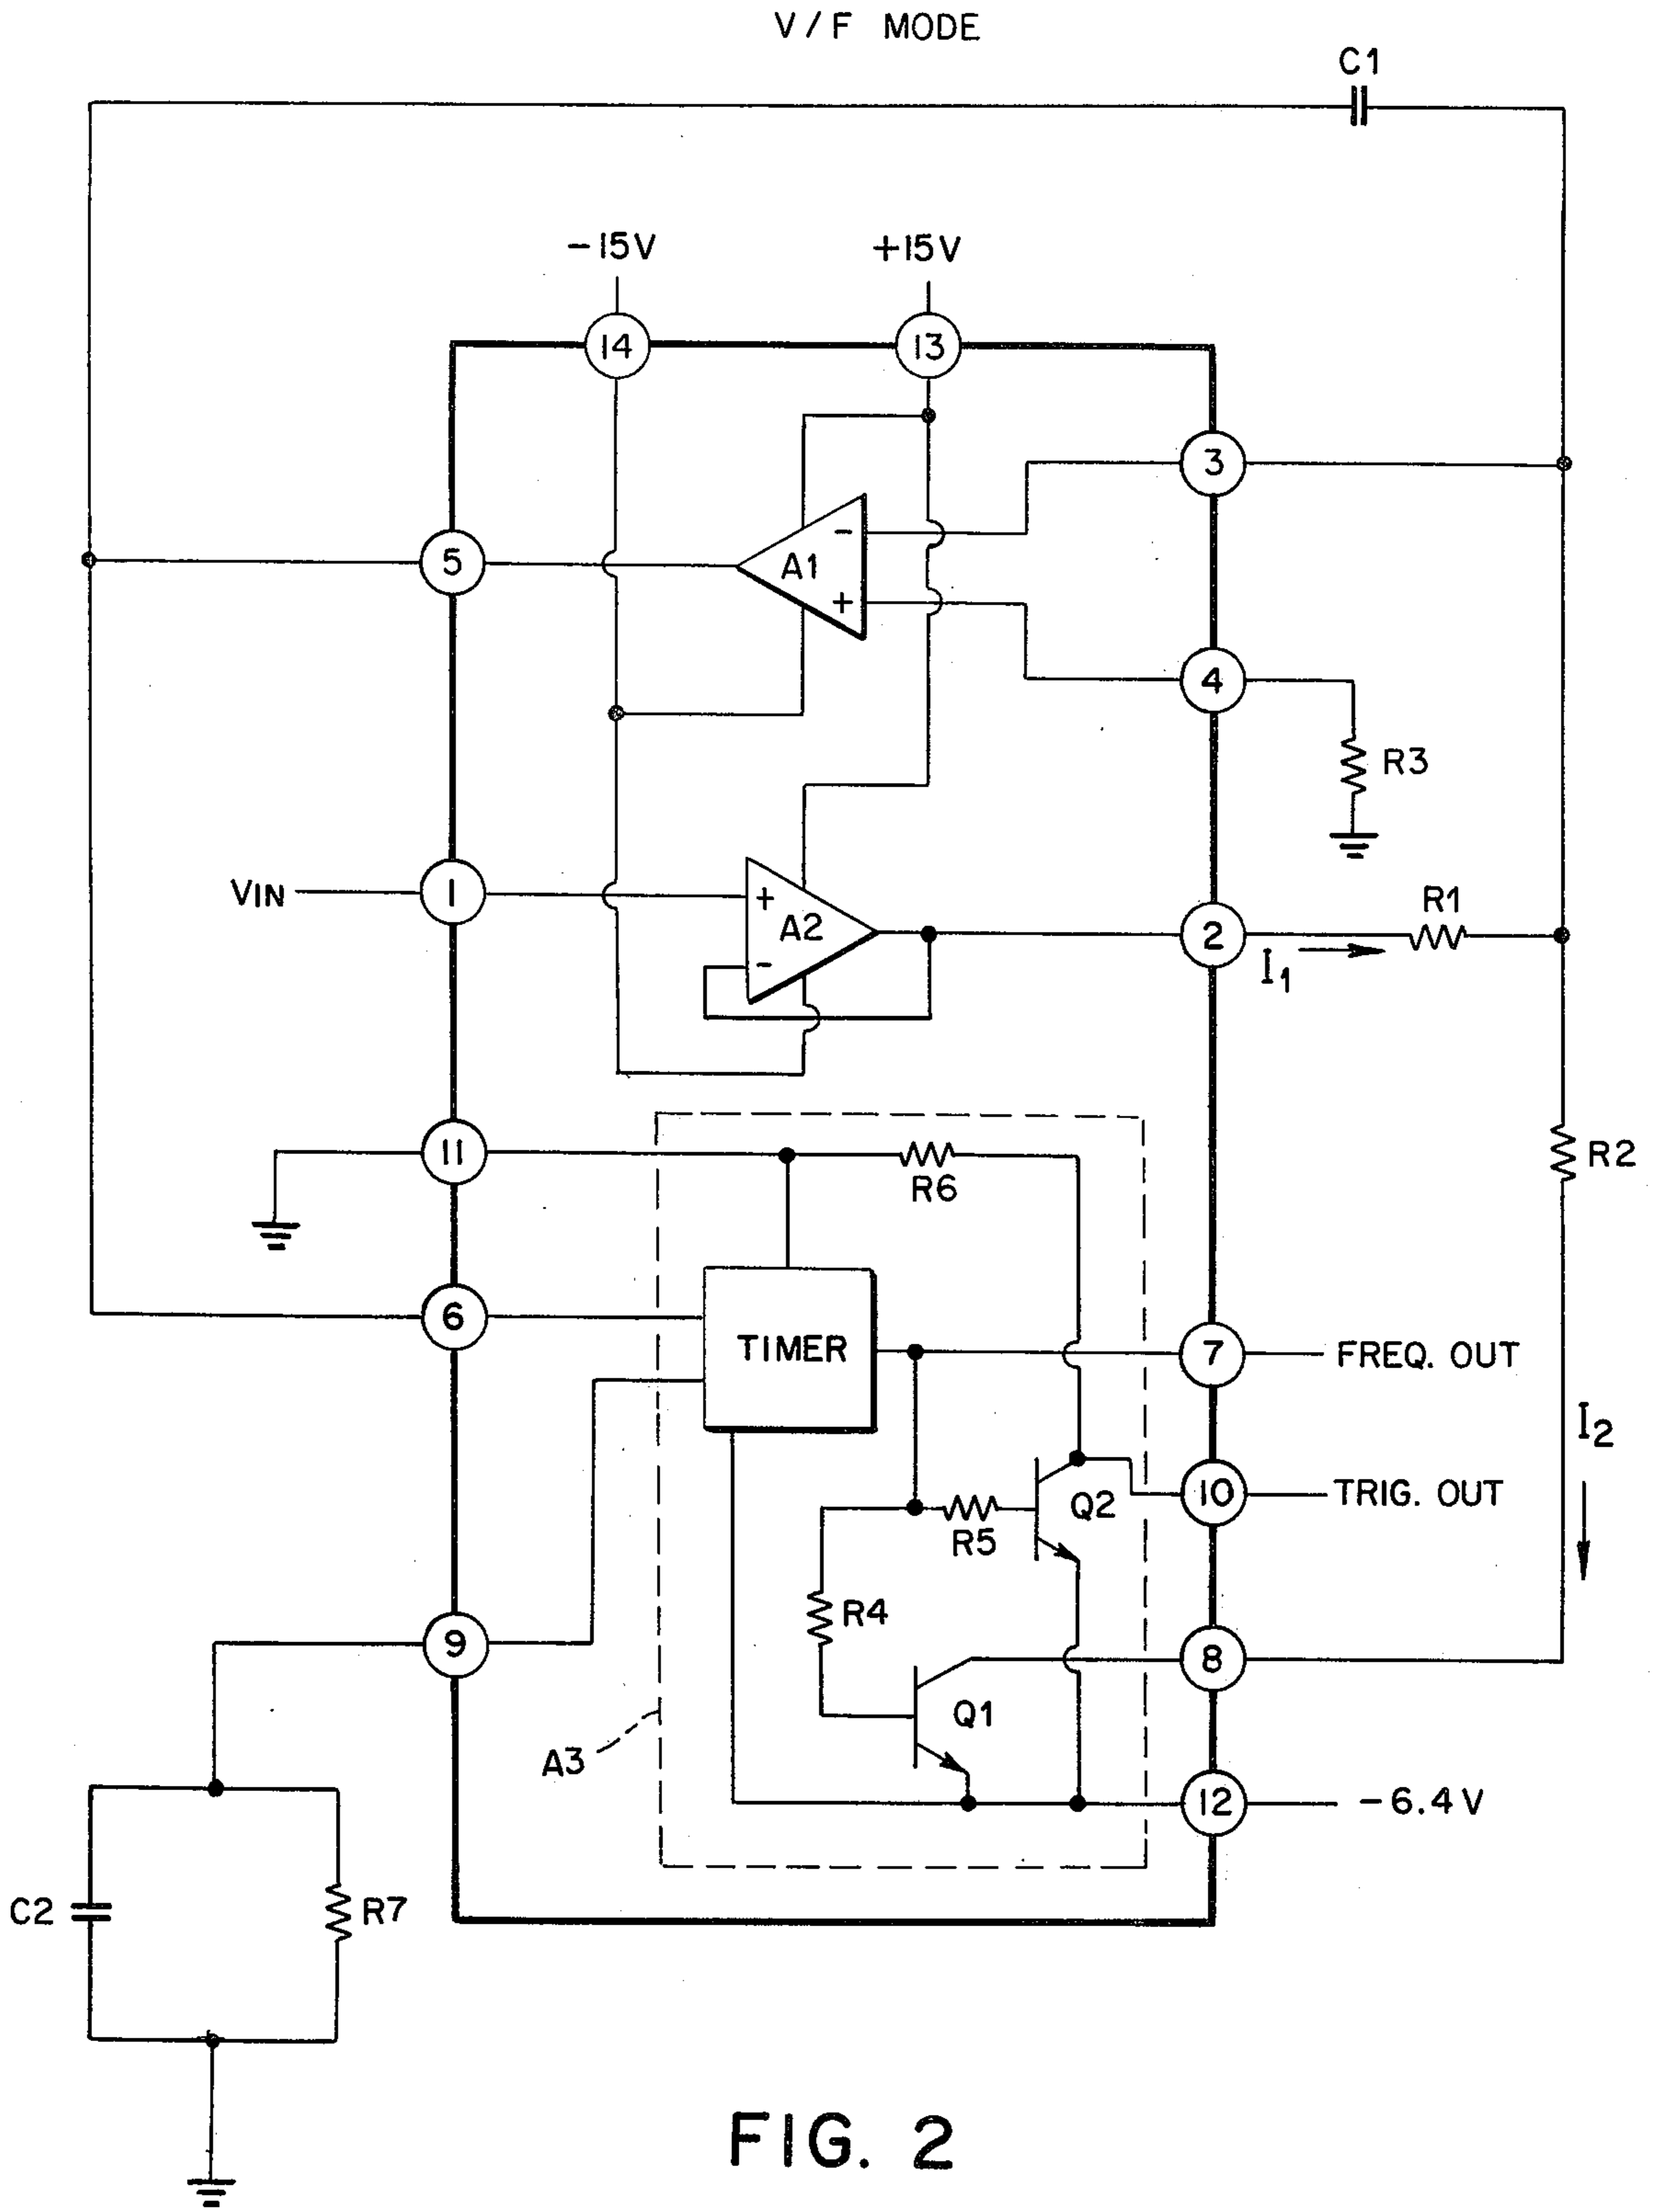 V/F MODE
C1
-15V
+15V
14
13
3
-
A1
+
5
4
R3
VIN
1
+
A2
-
2
R1
I1
11
R6
R2
6
TIMER
7
FREQ. OUT
I2
Q2
10
TRIG. OUT
R5
R4
9
8
Q1
A3
12
-6.4V
C2
R7
FIG. 2